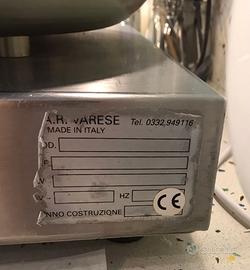 A.R. VARESE Tel. 0332.949116
MADE IN ITALY
OD.
V
V~ HZ
CE
NNO COSTRUZIONE